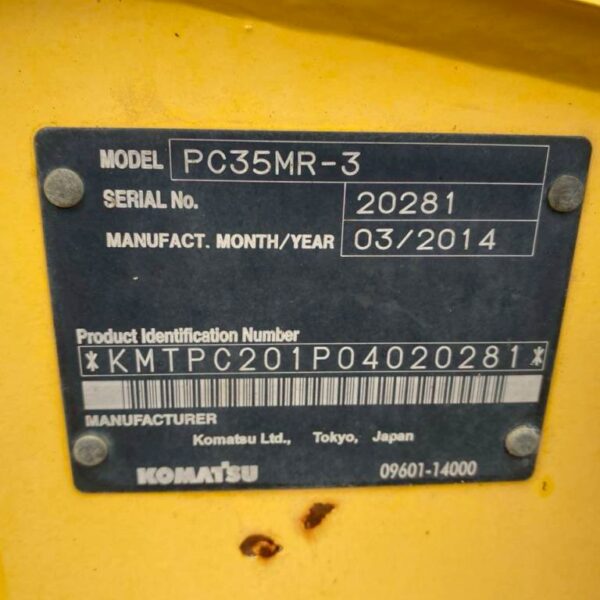 MODEL PC35MR-3
SERIAL No. 20281
MANUFACT. MONTH/YEAR 03/2014
Product Identification Number
*KMTPC201P04020281*
MANUFACTURER
Komatsu Ltd., Tokyo, Japan
KOMATSU 09601-14000